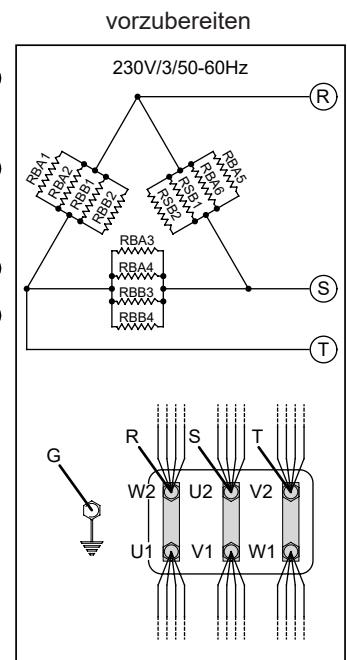 vorzubereiten
230V/3/50-60Hz
R
RBA1
RBA2
RBB1
RBB2
RBA5
RBA6
RSB1
RSB2
RBA3
RBA4
RBB3
RBB4
S
T
R S T
G
W2 U2 V2
U1 V1 W1